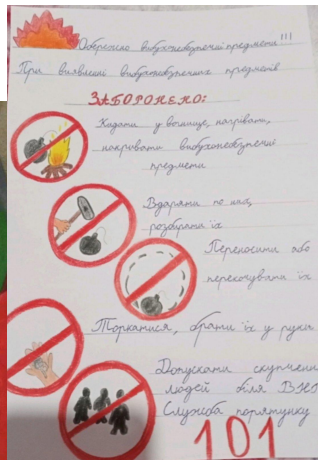 Обережно вибухонебезпечні предмети!!!
При виявленні вибухонебезпечних предметів
ЗАБОРОНЕНО:
Кидати у вогнище, нагрівати,
накривати вибухонебезпечні
предмети
Вдаряти по них,
розбирати їх
Переносити або
перекочувати їх
Торкатися, брати їх у руки
Допускати скупчення
людей біля ВНП
Служба порятунку
101